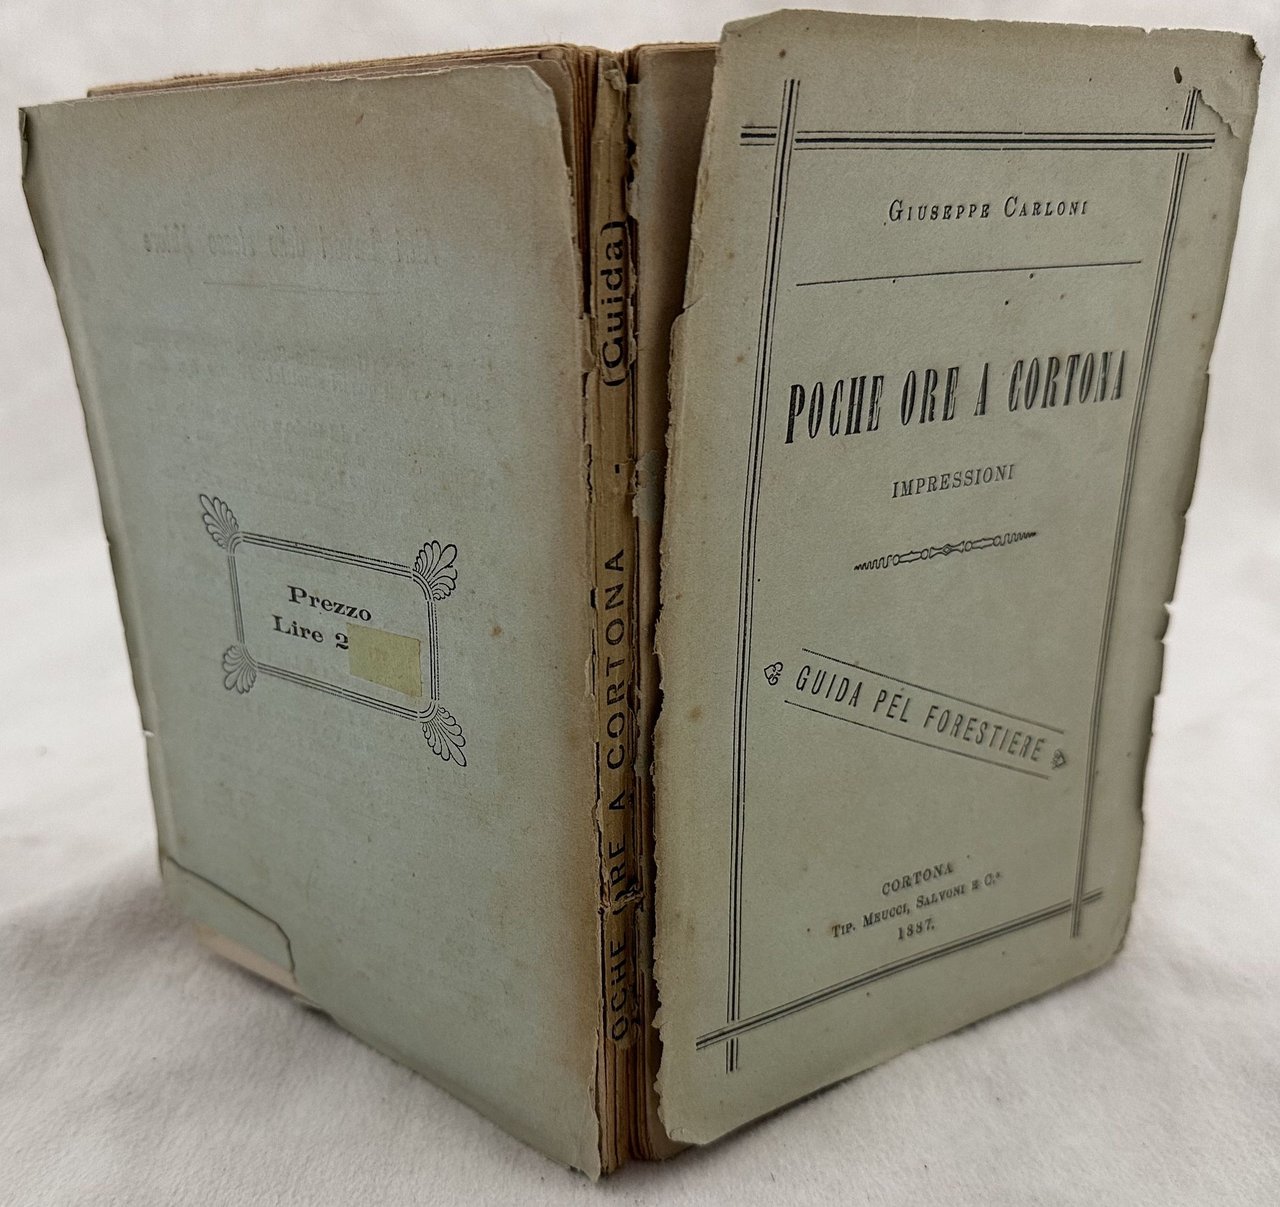 Prezzo
Lire 2
OCHE ORE A CORTONA - (Guida)
GIUSEPPE CARLONI
POCHE ORE A CORTONA
IMPRESSIONI
GUIDA PEL FORESTIERE
CORTONA
TIP. MEUCCI, SALVONI E C.ª
1887.